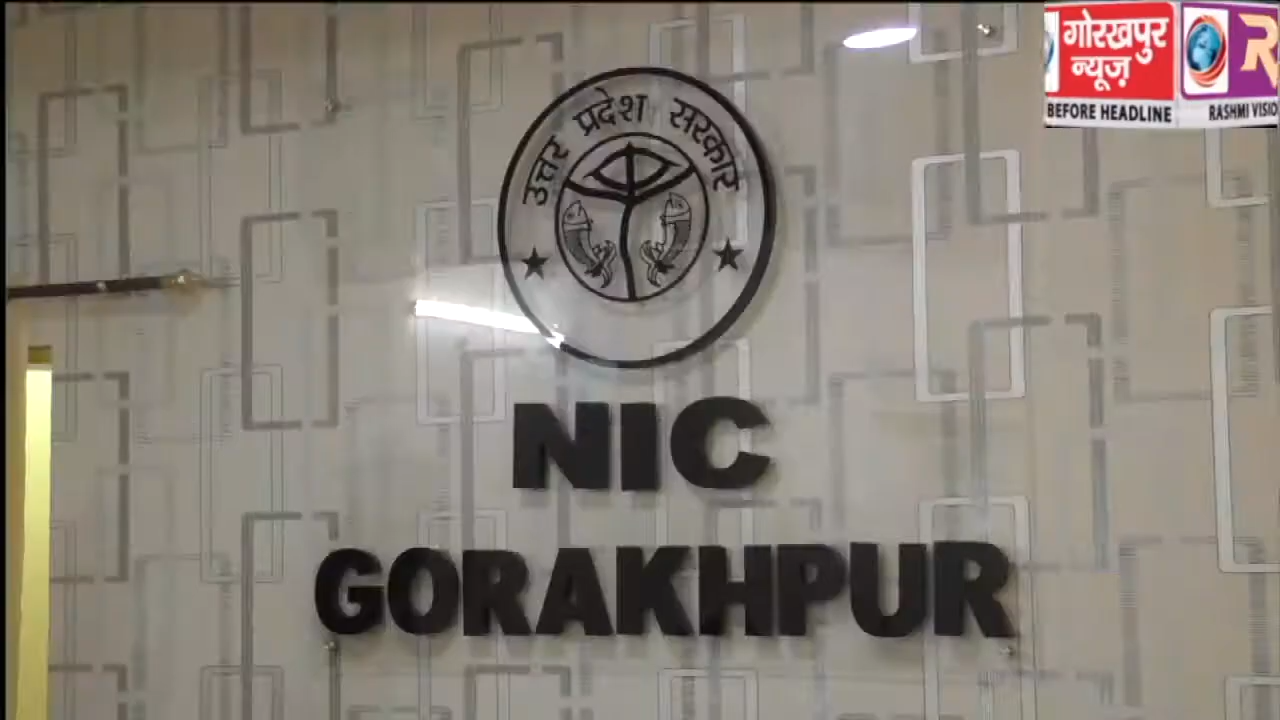 उत्तर प्रदेश सरकार
NIC
GORAKHPUR
गोरखपुर
न्यूज़
BEFORE HEADLINE
R
RASHMI VISIO